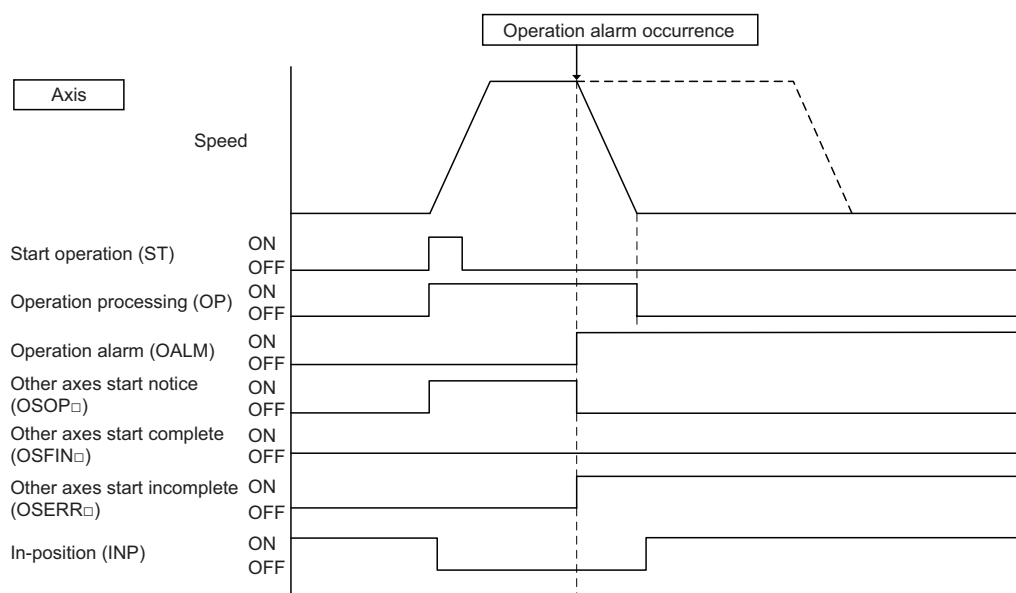 Operation alarm occurrence
Axis
Speed
Start operation (ST)
ON
OFF
Operation processing (OP)
ON
OFF
Operation alarm (OALM)
ON
OFF
Other axes start notice
(OSOP□)
ON
OFF
Other axes start complete
(OSFIN□)
ON
OFF
Other axes start incomplete
(OSERR□)
ON
OFF
In-position (INP)
ON
OFF